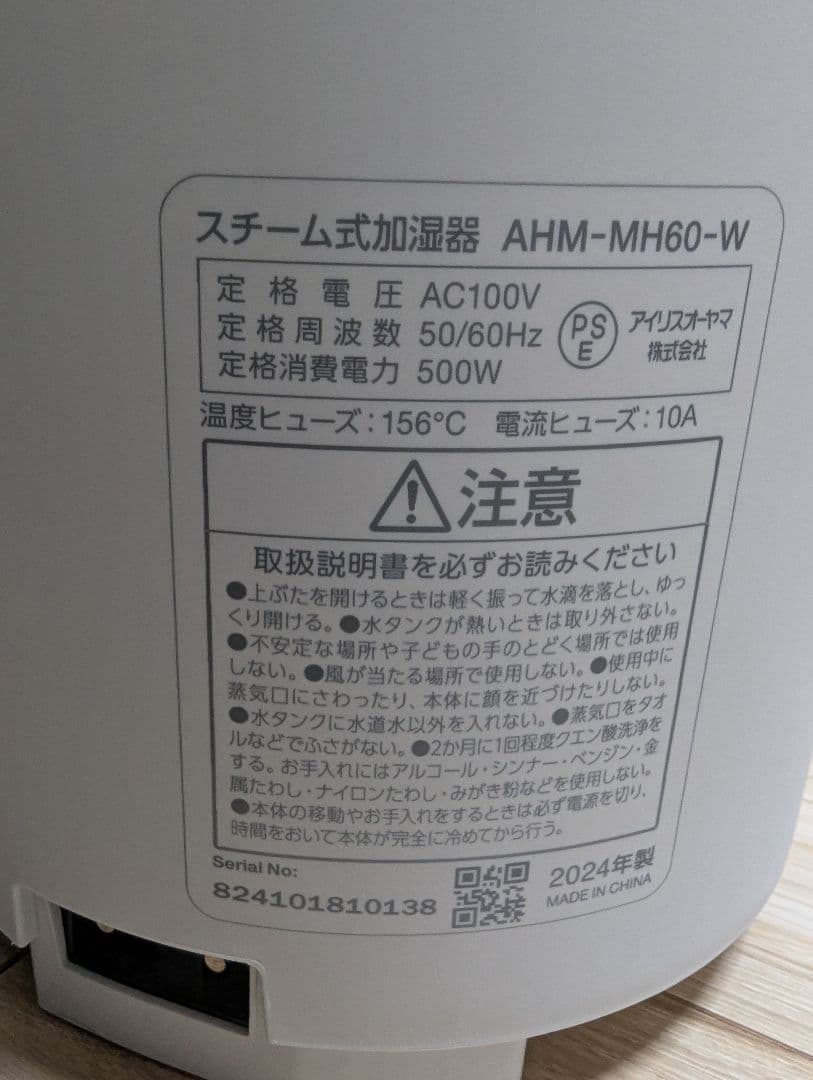 スチーム式加湿器 AHM-MH60-W
定格電圧 AC100V
定格周波数 50/60Hz
定格消費電力 500W
PS
E
アイリスオーヤマ
株式会社
温度ヒューズ:156°C 電流ヒューズ:10A
注意
取扱説明書を必ずお読みください
●上ぶたを開けるときは軽く振って水滴を落とし、ゆっ
くり開ける。●水タンクが熱いときは取り外さない。
●不安定な場所や子どもの手のとどく場所では使用
しない。●風が当たる場所で使用しない。●使用中に
蒸気口にさわったり、本体に顔を近づけたりしない。
●水タンクに水道水以外を入れない。●蒸気口をタオ
ルなどでふさがない。●2か月に1回程度クエン酸洗浄を
する。お手入れにはアルコール・シンナー・ベンジン・金
属たわし・ナイロンたわし・みがき粉などを使用しない。
●本体の移動やお手入れをするときは必ず電源を切り、
時間をおいて本体が完全に冷めてから行う。
Serial No:
824101810138
2024年製
MADE IN CHINA